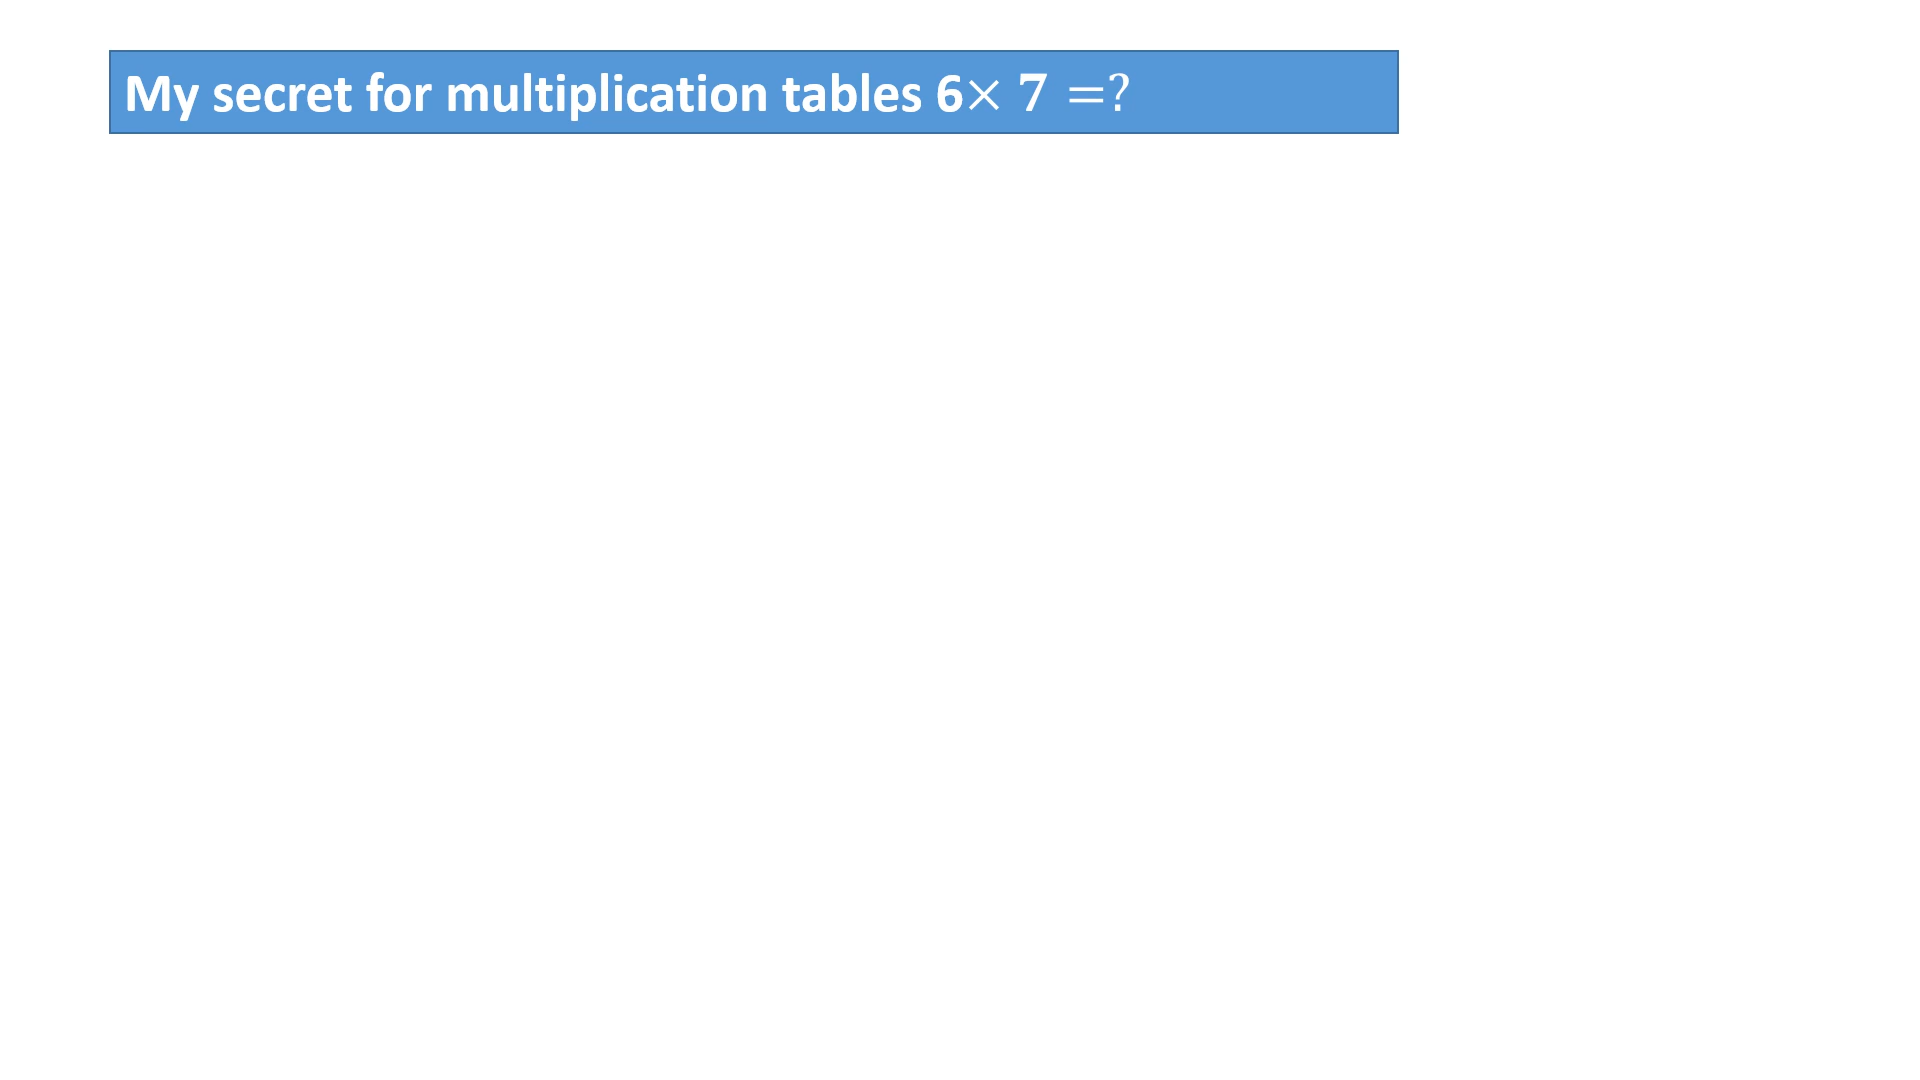 My secret for multiplication tables 6× 7 =?